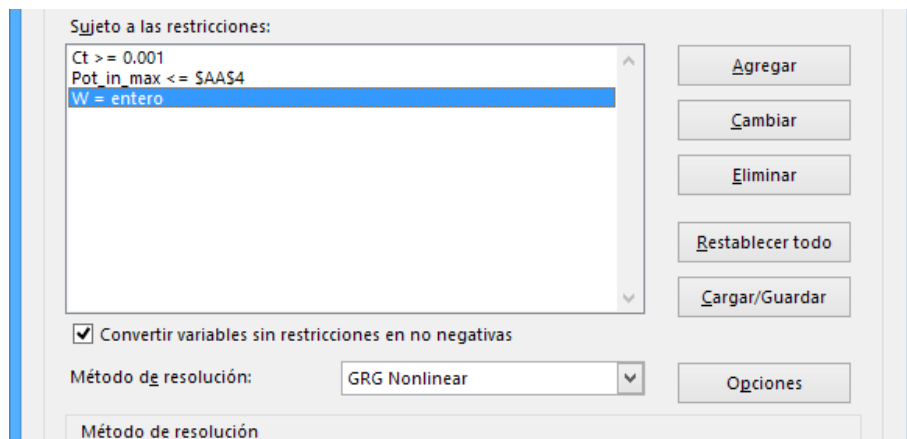 Sujeto a las restricciones:
Ct >= 0.001
Pot_in_max <= $AA$4
W = entero
Agregar
Cambiar
Eliminar
Restablecer todo
Cargar/Guardar
Convertir variables sin restricciones en no negativas
Método de resolución:
GRG Nonlinear
Opciones
Método de resolución